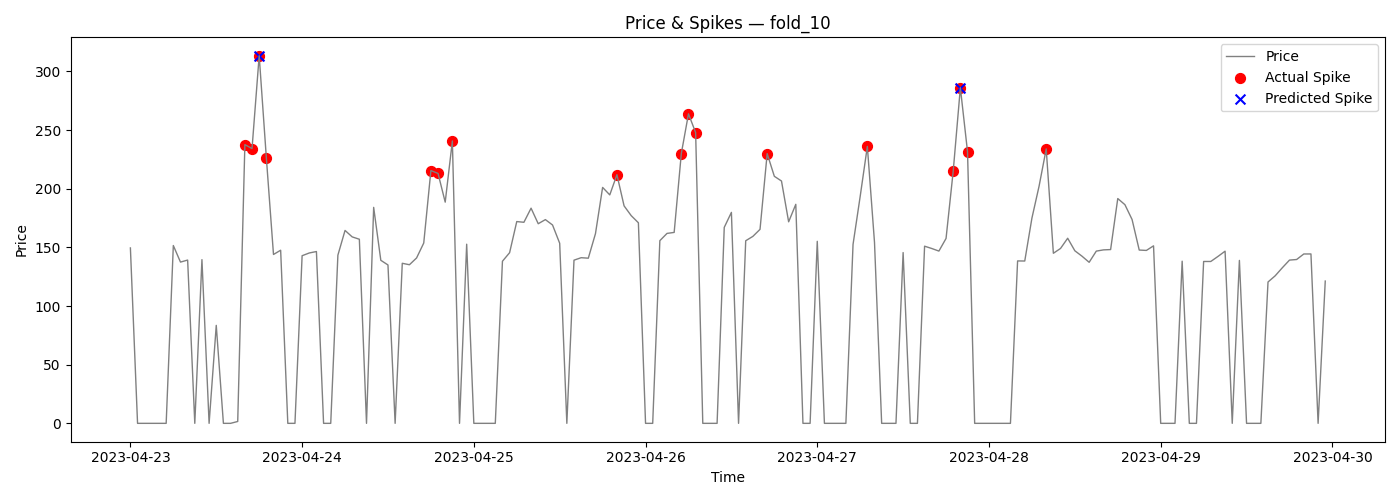 Price & Spikes — fold_10
Price
Actual Spike
Predicted Spike
Price
300
250
200
150
100
50
0
2023-04-23
2023-04-24
2023-04-25
2023-04-26
2023-04-27
2023-04-28
2023-04-29
2023-04-30
Time